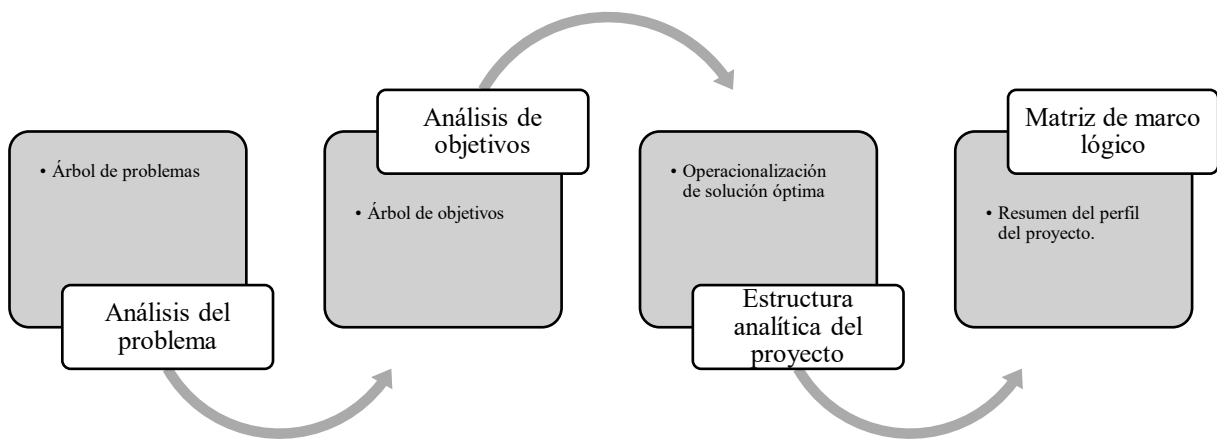 • Árbol de problemas
Análisis del
problema
Análisis de
objetivos
• Árbol de objetivos
• Operacionalización
de solución óptima
Estructura
analítica del
proyecto
Matriz de marco
lógico
• Resumen del perfil
del proyecto.